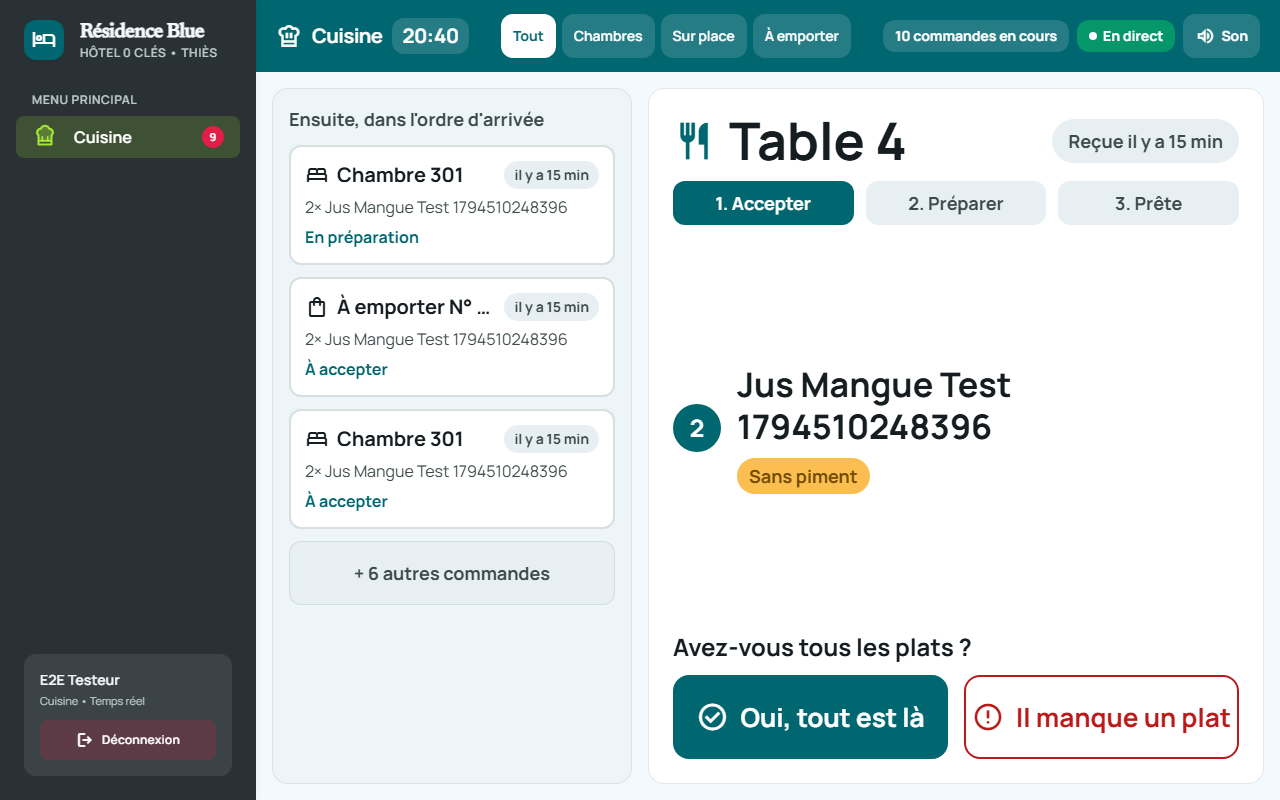 Résidence Blue
HÔTEL 0 CLÉS • THIÈS
MENU PRINCIPAL
Cuisine
9
E2E Testeur
Cuisine • Temps réel
Déconnexion
Cuisine
20:40
Tout
Chambres
Sur place
À emporter
10 commandes en cours
En direct
Son
Ensuite, dans l'ordre d'arrivée
Chambre 301
il y a 15 min
2× Jus Mangue Test 1794510248396
En préparation
À emporter N° ...
il y a 15 min
2× Jus Mangue Test 1794510248396
À accepter
Chambre 301
il y a 15 min
2× Jus Mangue Test 1794510248396
À accepter
+ 6 autres commandes
Table 4
Reçue il y a 15 min
1. Accepter
2. Préparer
3. Prête
2
Jus Mangue Test
1794510248396
Sans piment
Avez-vous tous les plats ?
Oui, tout est là
Il manque un plat